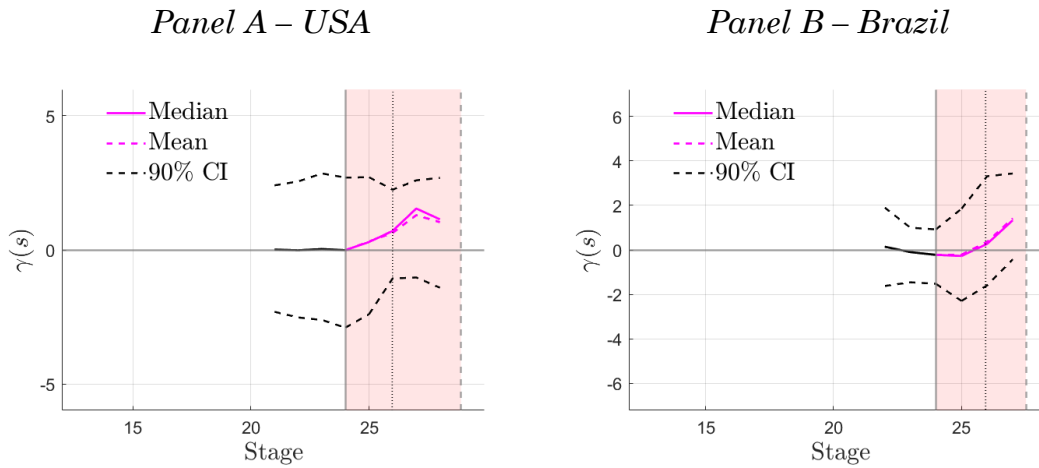 Panel A – USA
Panel B – Brazil
5
0
-5
γ(s)
Median
Mean
90% CI
15
20
25
Stage
6
4
2
0
-2
-4
-6
γ(s)
Median
Mean
90% CI
15
20
25
Stage